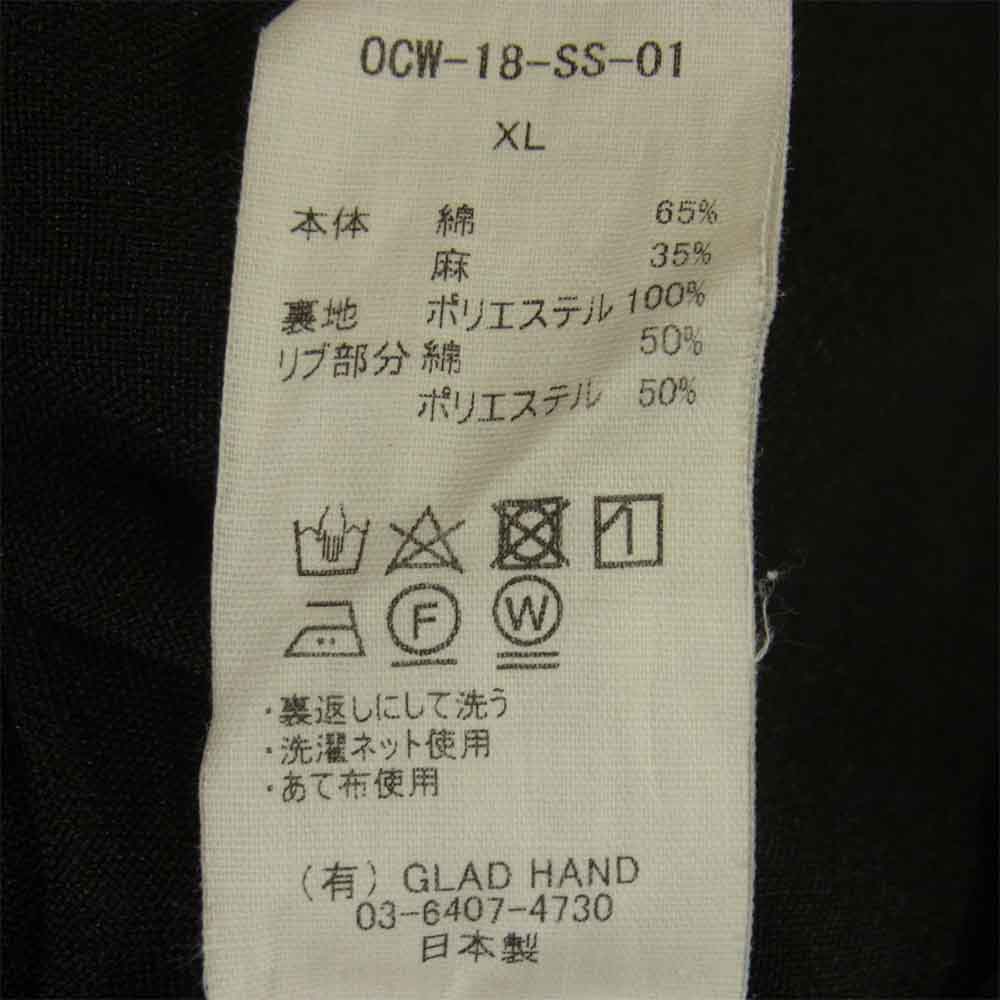 OCW-18-SS-01
XL
本体 綿 65%
麻 35%
裏地 ポリエステル 100%
リブ部分 綿 50%
ポリエステル 50%
F W
・裏返しにして洗う
・洗濯ネット使用
・あて布使用
(有) GLAD HAND
03-6407-4730
日本製